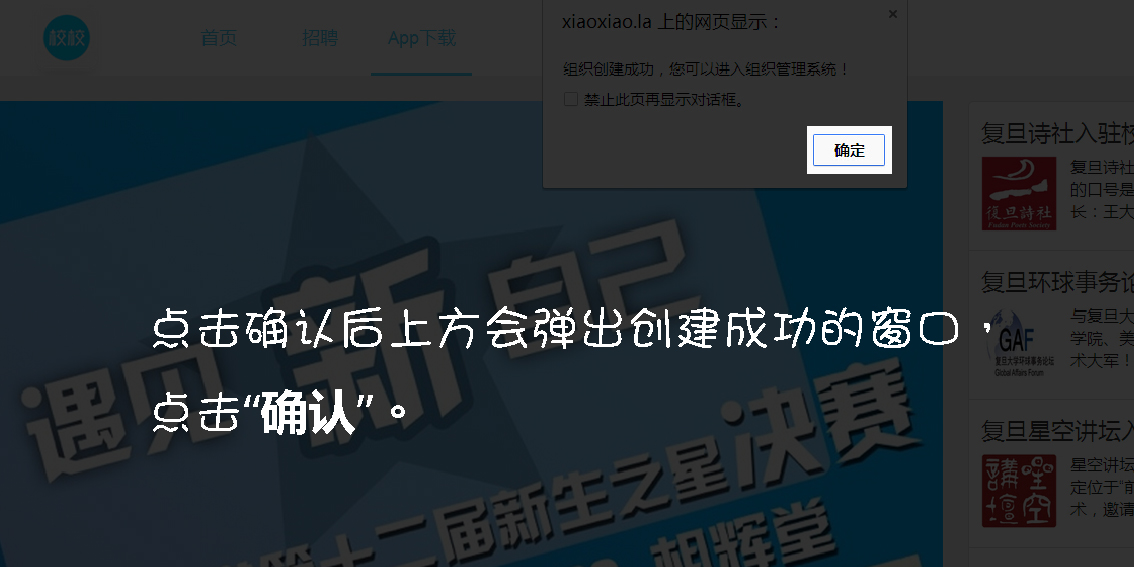 校校
首页
招聘
App下载
xiaoxiao.la 上的网页显示：
组织创建成功，您可以进入组织管理系统！
禁止此页再显示对话框。
确定
点击确认后上方会弹出创建成功的窗口，
点击“确认”。
遇见 新 自己
十二届新生之星决赛
相辉堂
复旦诗社入驻校
复旦诗社
的口号是
长：王大
復旦詩社
Fudan Poets Society
复旦环球事务论
与复旦大
学院、美
术大军！
GAF
复旦大学环球事务论坛
Global Affairs Forum
复旦星空讲坛入
星空讲坛
定位于“前
术，邀请
星空講壇